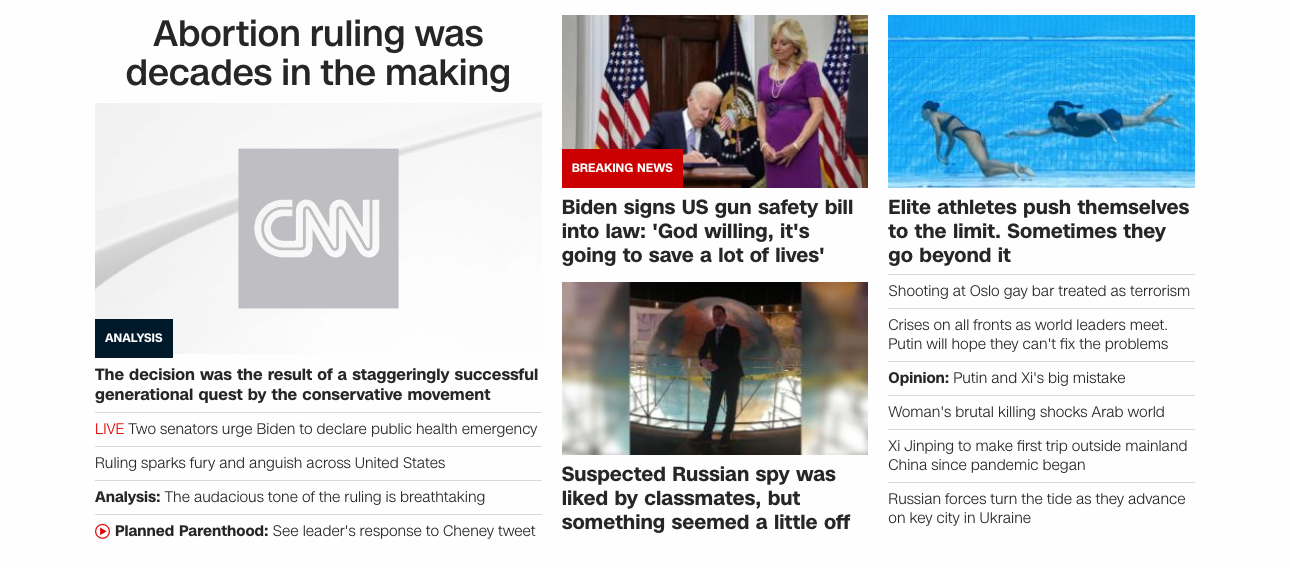 Abortion ruling was
decades in the making
CNN
ANALYSIS
The decision was the result of a staggeringly successful
generational quest by the conservative movement
LIVE Two senators urge Biden to declare public health emergency
Ruling sparks fury and anguish across United States
Analysis: The audacious tone of the ruling is breathtaking
Planned Parenthood: See leader's response to Cheney tweet
BREAKING NEWS
Biden signs US gun safety bill
into law: 'God willing, it's
going to save a lot of lives'
Suspected Russian spy was
liked by classmates, but
something seemed a little off
Elite athletes push themselves
to the limit. Sometimes they
go beyond it
Shooting at Oslo gay bar treated as terrorism
Crises on all fronts as world leaders meet.
Putin will hope they can't fix the problems
Opinion: Putin and Xi's big mistake
Woman's brutal killing shocks Arab world
Xi Jinping to make first trip outside mainland
China since pandemic began
Russian forces turn the tide as they advance
on key city in Ukraine